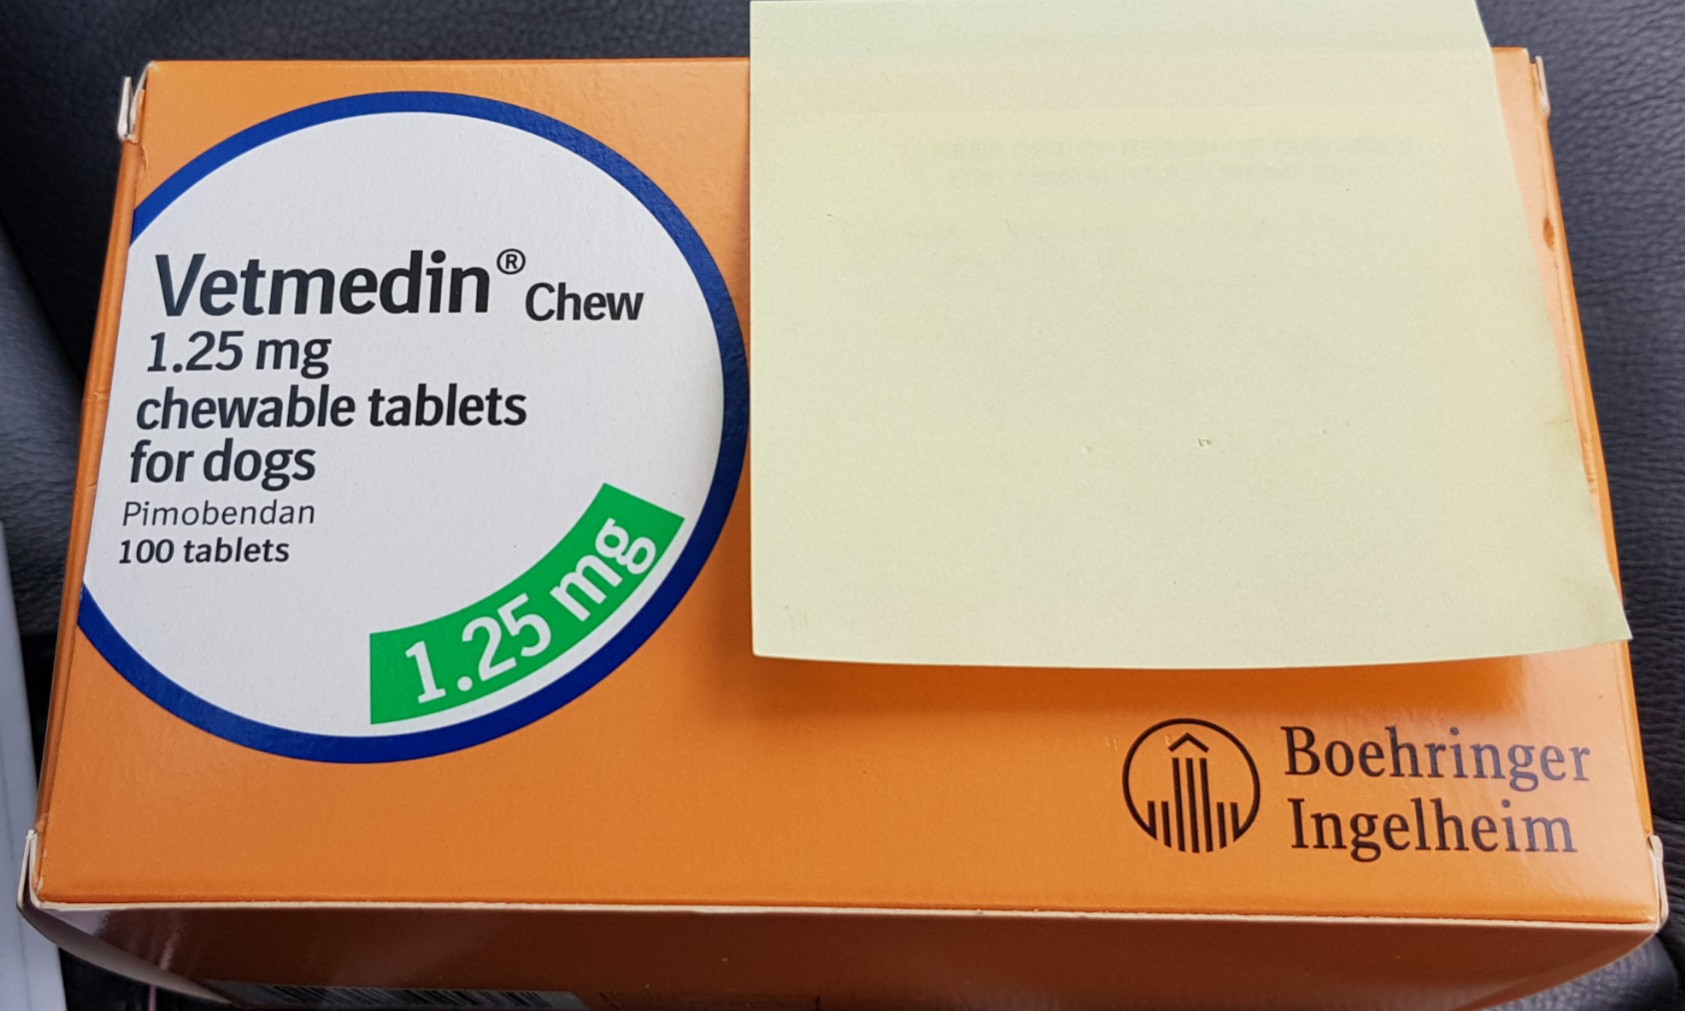 Vetmedin® Chew
1.25 mg
chewable tablets
for dogs
Pimobendan
100 tablets
1.25 mg
Boehringer
Ingelheim